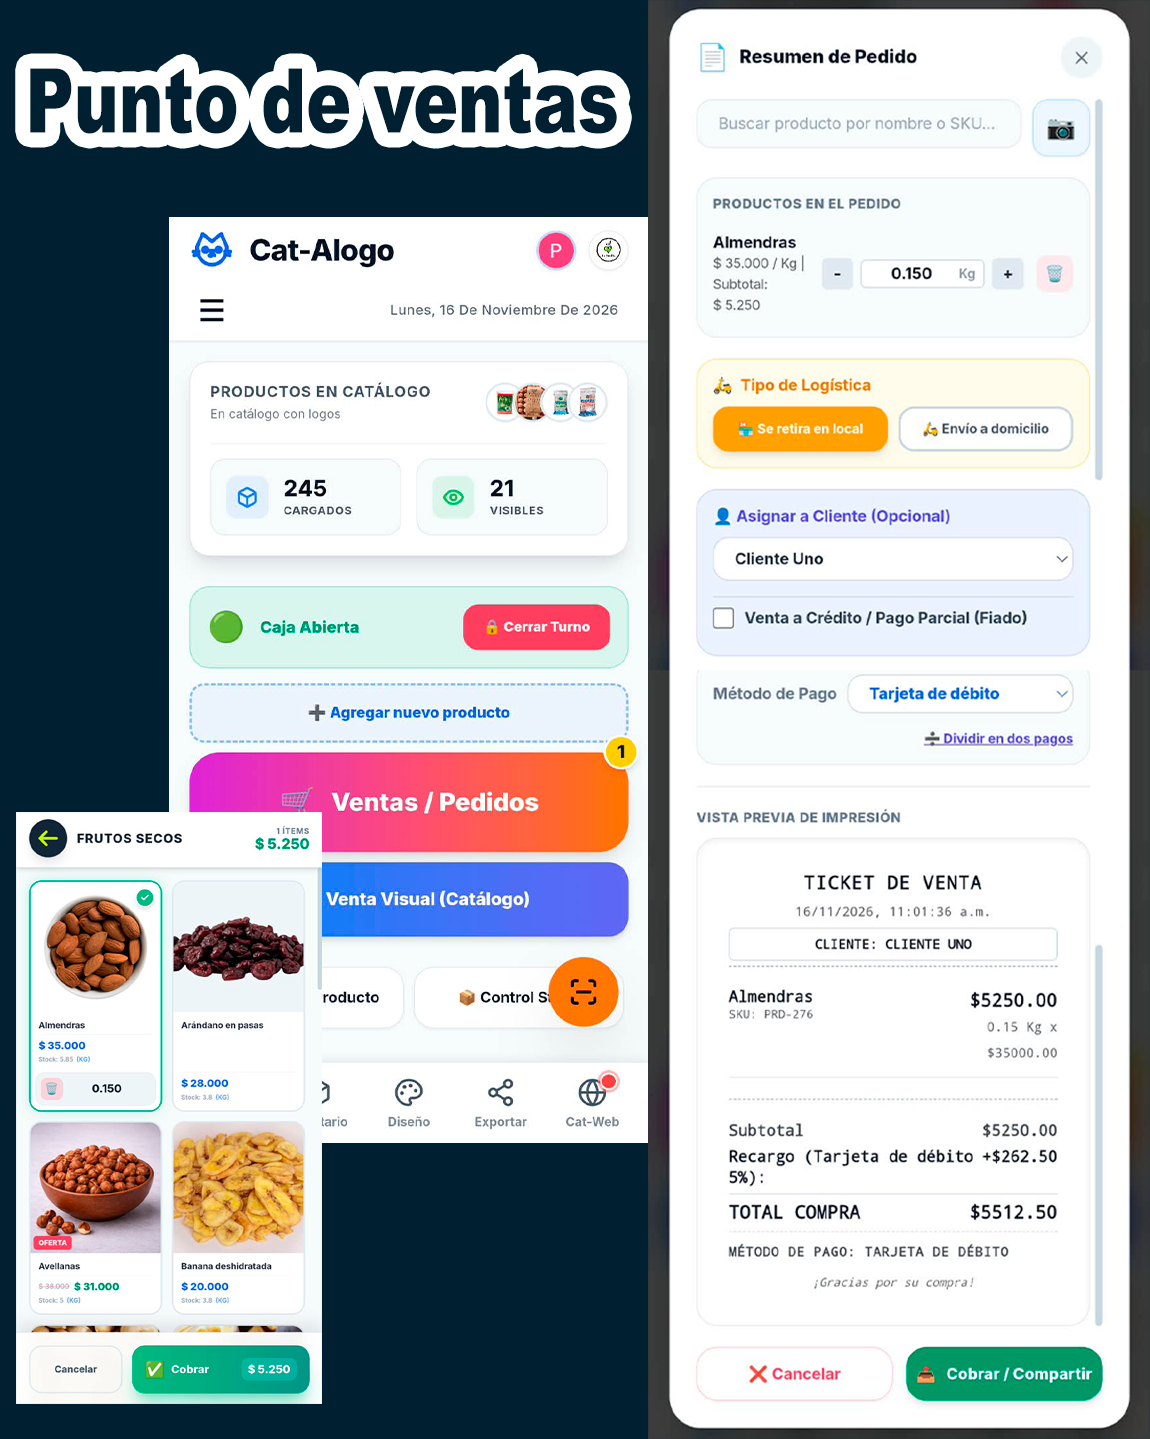 Punto de ventas
Cat-Alogo
P
Lunes, 16 De Noviembre De 2026
PRODUCTOS EN CATÁLOGO
En catálogo con logos
245
CARGADOS
21
VISIBLES
Caja Abierta
Cerrar Turno
Agregar nuevo producto
1
Ventas / Pedidos
Venta Visual (Catálogo)
roducto
Control S
tario
Diseño
Exportar
Cat-Web
FRUTOS SECOS
1 ÍTEMS
$ 5.250
Almendras
$ 35.000
Stock: 5.85 (KG)
0.150
Arándano en pasas
$ 28.000
Stock: 3.8 (KG)
OFERTA
Avellanas
$ 38.000 $ 31.000
Stock: 5 (KG)
Banana deshidratada
$ 20.000
Stock: 3.8 (KG)
Cancelar
Cobrar $ 5.250
Resumen de Pedido
Buscar producto por nombre o SKU...
PRODUCTOS EN EL PEDIDO
Almendras
$ 35.000 / Kg |
Subtotal:
$ 5.250
- 0.150 Kg +
Tipo de Logística
Se retira en local
Envío a domicilio
Asignar a Cliente (Opcional)
Cliente Uno
Venta a Crédito / Pago Parcial (Fiado)
Método de Pago
Tarjeta de débito
Dividir en dos pagos
VISTA PREVIA DE IMPRESIÓN
TICKET DE VENTA
16/11/2026, 11:01:36 a.m.
CLIENTE: CLIENTE UNO
Almendras $5250.00
SKU: PRD-276
0.15 Kg x
$35000.00
Subtotal $5250.00
Recargo (Tarjeta de débito +$262.50
5%):
TOTAL COMPRA $5512.50
MÉTODO DE PAGO: TARJETA DE DÉBITO
¡Gracias por su compra!
Cancelar
Cobrar / Compartir